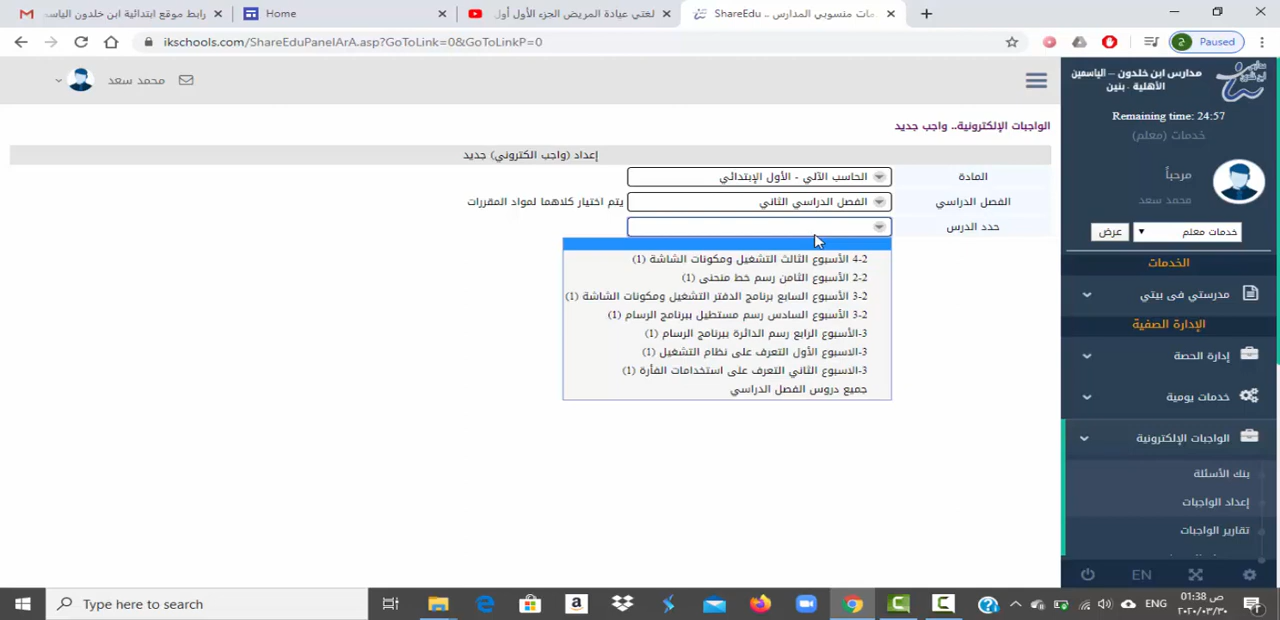 رابط موقع ابتدائية ابن خلدون الياسم
Home
لغتي عيادة المريض الجزء الأول أول
ShareEdu .. مات منسوبي المدارس
ikschools.com/ShareEduPanelArA.asp?GoToLink=0&GoToLinkP=0
Paused
محمد سعد
مدارس ابن خلدون – الياسمين
الأهلية - بنين
Remaining time: 24:57
خدمات (معلم)
مرحباً
محمد سعد
خدمات معلم
عرض
الخدمات
مدرستي في بيتي
الإدارة الصفية
إدارة الحصة
خدمات يومية
الواجبات الإلكترونية
بنك الأسئلة
إعداد الواجبات
تقارير الواجبات
EN
الواجبات الإلكترونية.. واجب جديد
إعداد (واجب الكتروني) جديد
المادة
الحاسب الآلي - الأول الإبتدائي
الفصل الدراسي
الفصل الدراسي الثاني
يتم اختيار كلاهما لمواد المقررات
حدد الدرس
4-2 الأسبوع الثالث التشغيل ومكونات الشاشة (1)
2-2 الأسبوع الثامن رسم خط منحنى (1)
3-2 الأسبوع السابع برنامج الدفتر التشغيل ومكونات الشاشة (1)
3-2 الأسبوع السادس رسم مستطيل ببرنامج الرسام (1)
3-الأسبوع الرابع رسم الدائرة ببرنامج الرسام (1)
3-الاسبوع الأول التعرف على نظام التشغيل (1)
3-الاسبوع الثاني التعرف على استخدامات الفأرة (1)
جميع دروس الفصل الدراسي
Type here to search
ENG
01:38 ص
٢٠٢٠/٠٣/٣٠